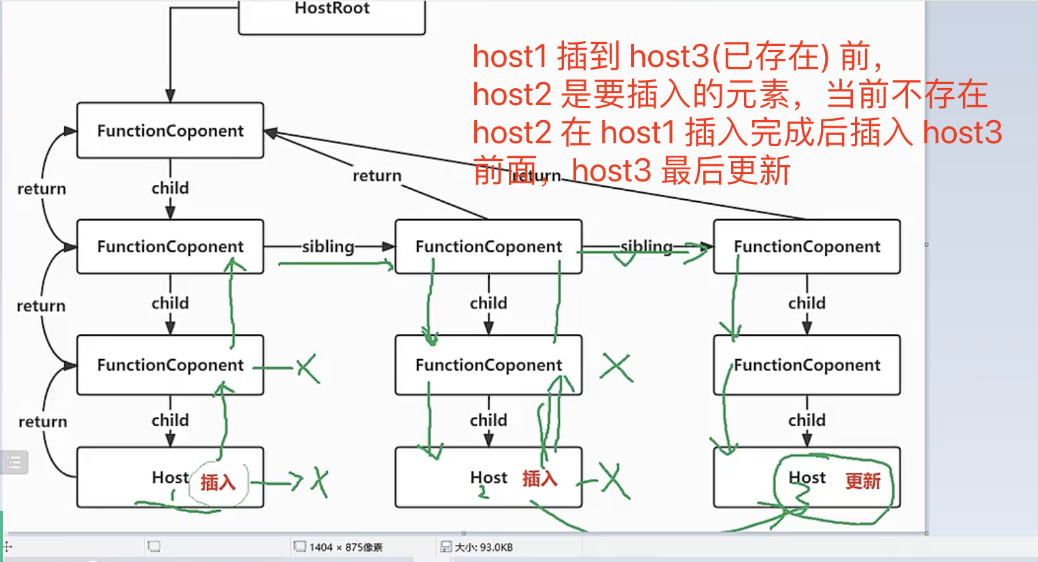 HostRoot
host1 插到 host3(已存在) 前，
host2 是要插入的元素，当前不存在
host2 在 host1 插入完成后插入 host3
前面，host3 最后更新
FunctionCoponent
return
child
return
return
FunctionCoponent
sibling
FunctionCoponent
sibling
FunctionCoponent
return
child
child
child
FunctionCoponent
FunctionCoponent
FunctionCoponent
return
child
child
child
Host 插入
1
Host 插入
2
Host 更新
3
1404 × 875像素
大小: 93.0KB